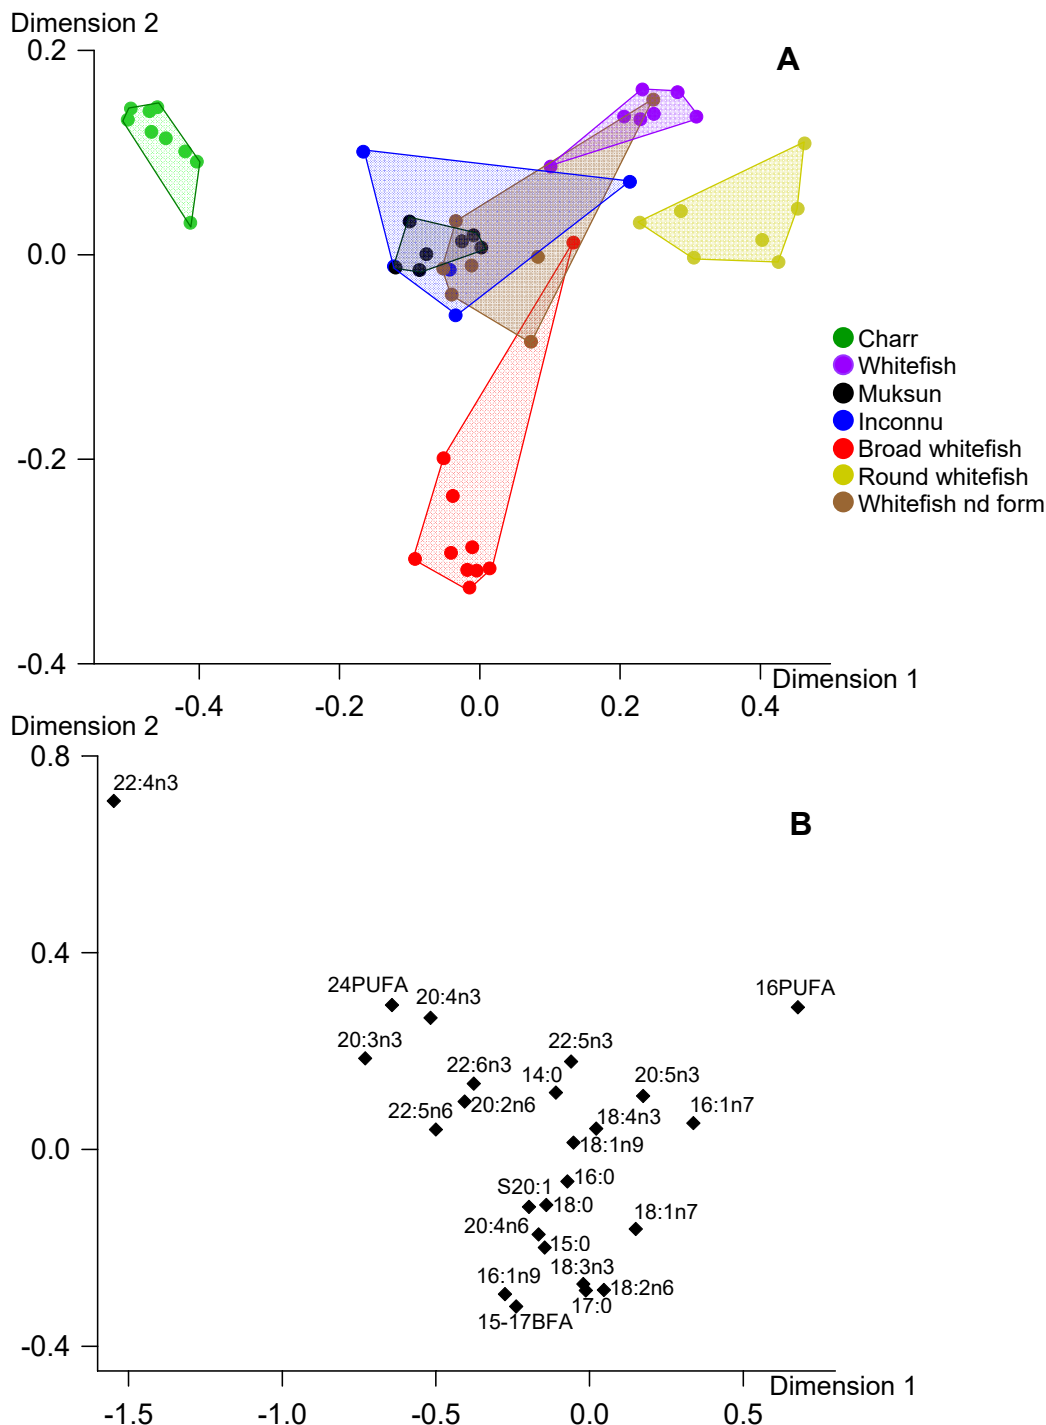 Dimension 2
0.2
A
0.0
-0.2
-0.4
Charr
Whitefish
Muksun
Inconnu
Broad whitefish
Round whitefish
Whitefish nd form
Dimension 1
-0.4 -0.2 0.0 0.2 0.4
Dimension 2
0.8
22:4n3
B
0.4
24PUFA
20:4n3
16PUFA
20:3n3
22:5n3
22:6n3
14:0
20:5n3
22:5n6
20:2n6
18:4n3
16:1n7
0.0
18:1n9
16:0
S20:1
18:0
18:1n7
20:4n6
15:0
18:3n3
16:1n9
18:2n6
17:0
15-17BFA
-0.4
Dimension 1
-1.5 -1.0 -0.5 0.0 0.5